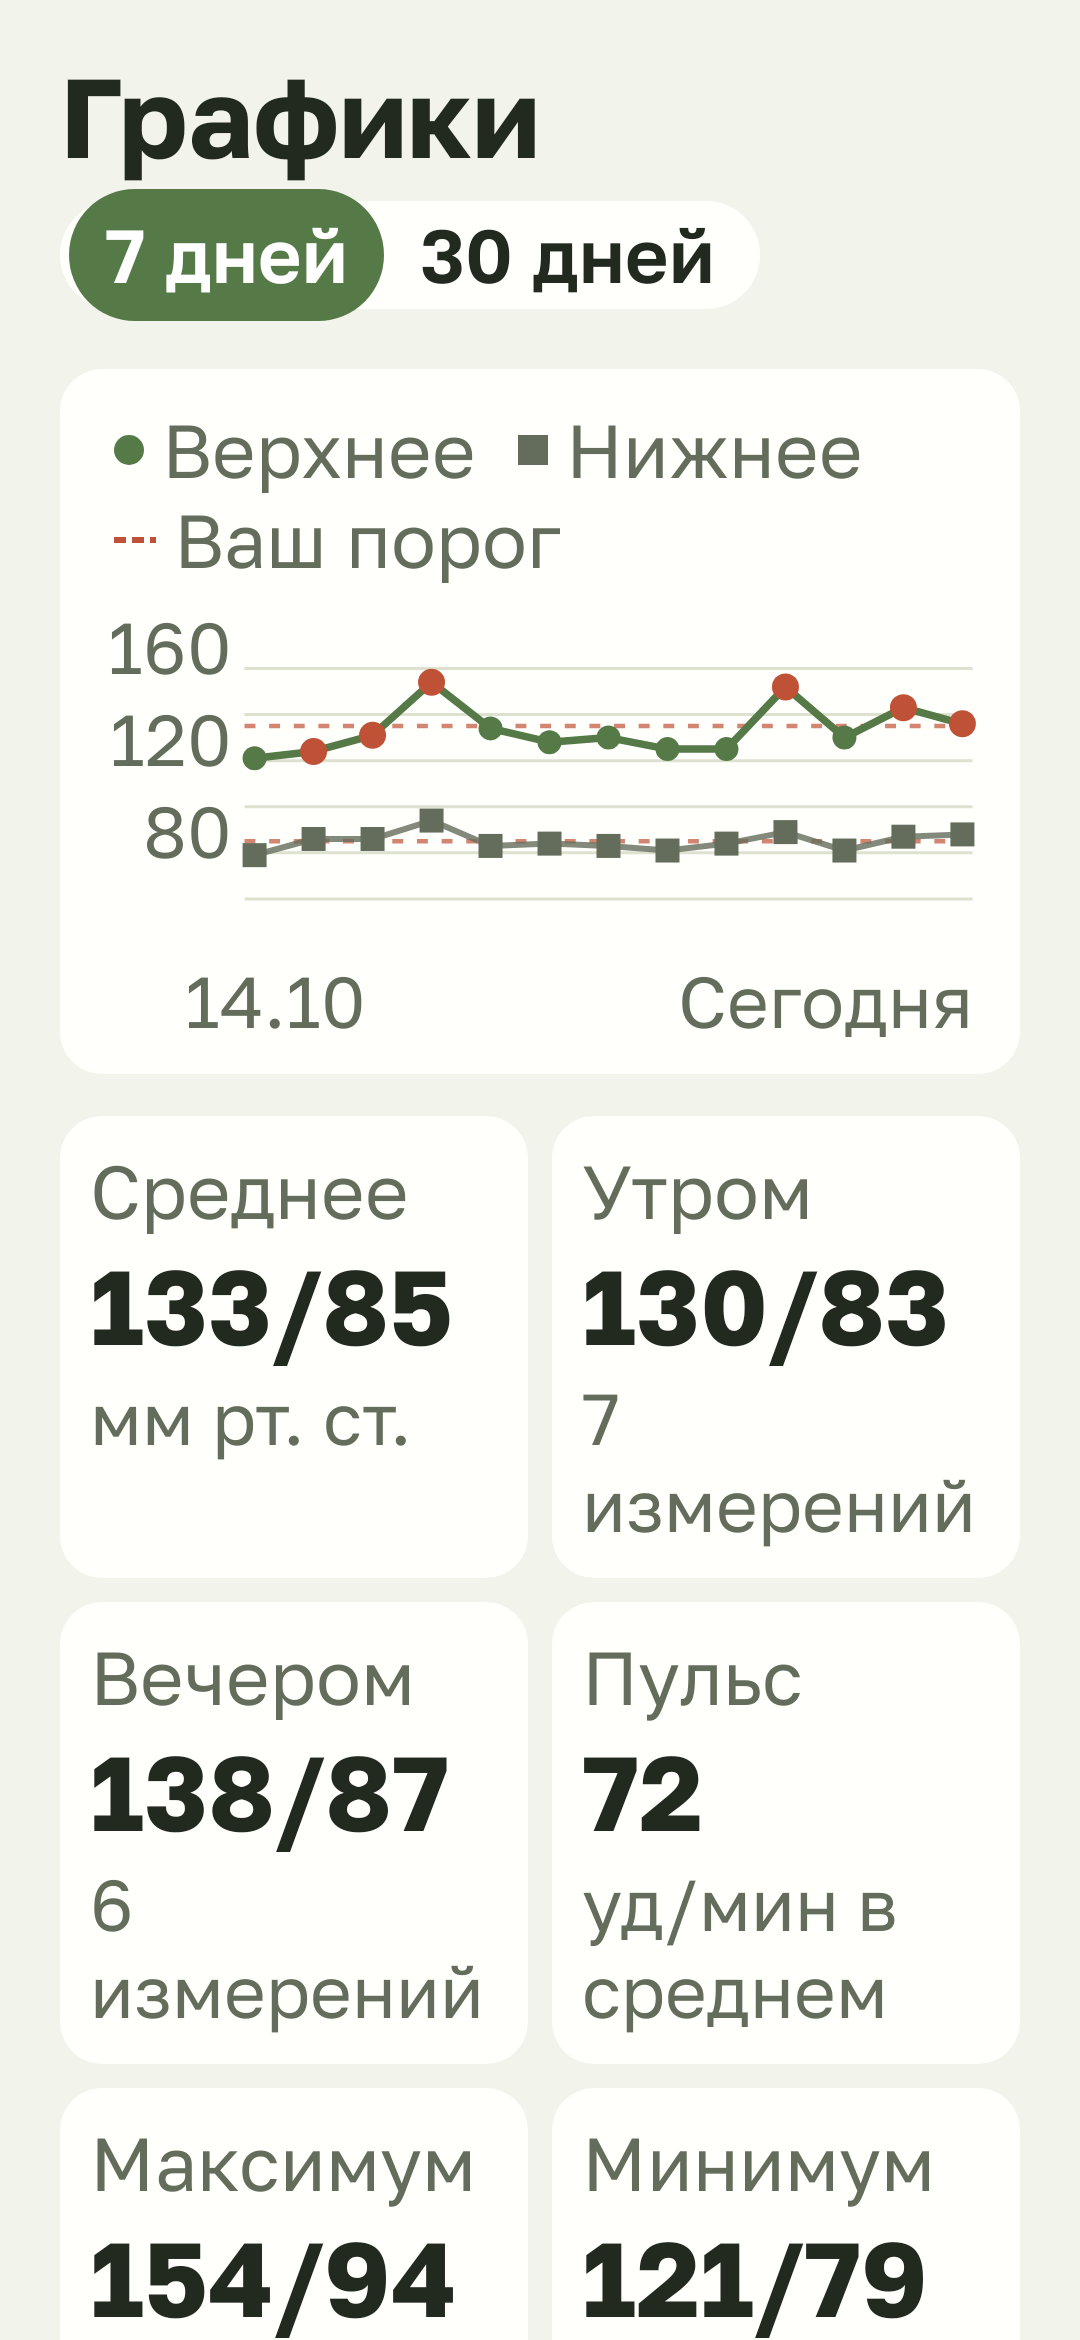 Графики
7 дней 30 дней
Верхнее Нижнее
Ваш порог
160
120
80
14.10 Сегодня
Среднее
133/85
мм рт. ст.
Утром
130/83
7
измерений
Вечером
138/87
6
измерений
Пульс
72
уд/мин в
среднем
Максимум
154/94
Минимум
121/79